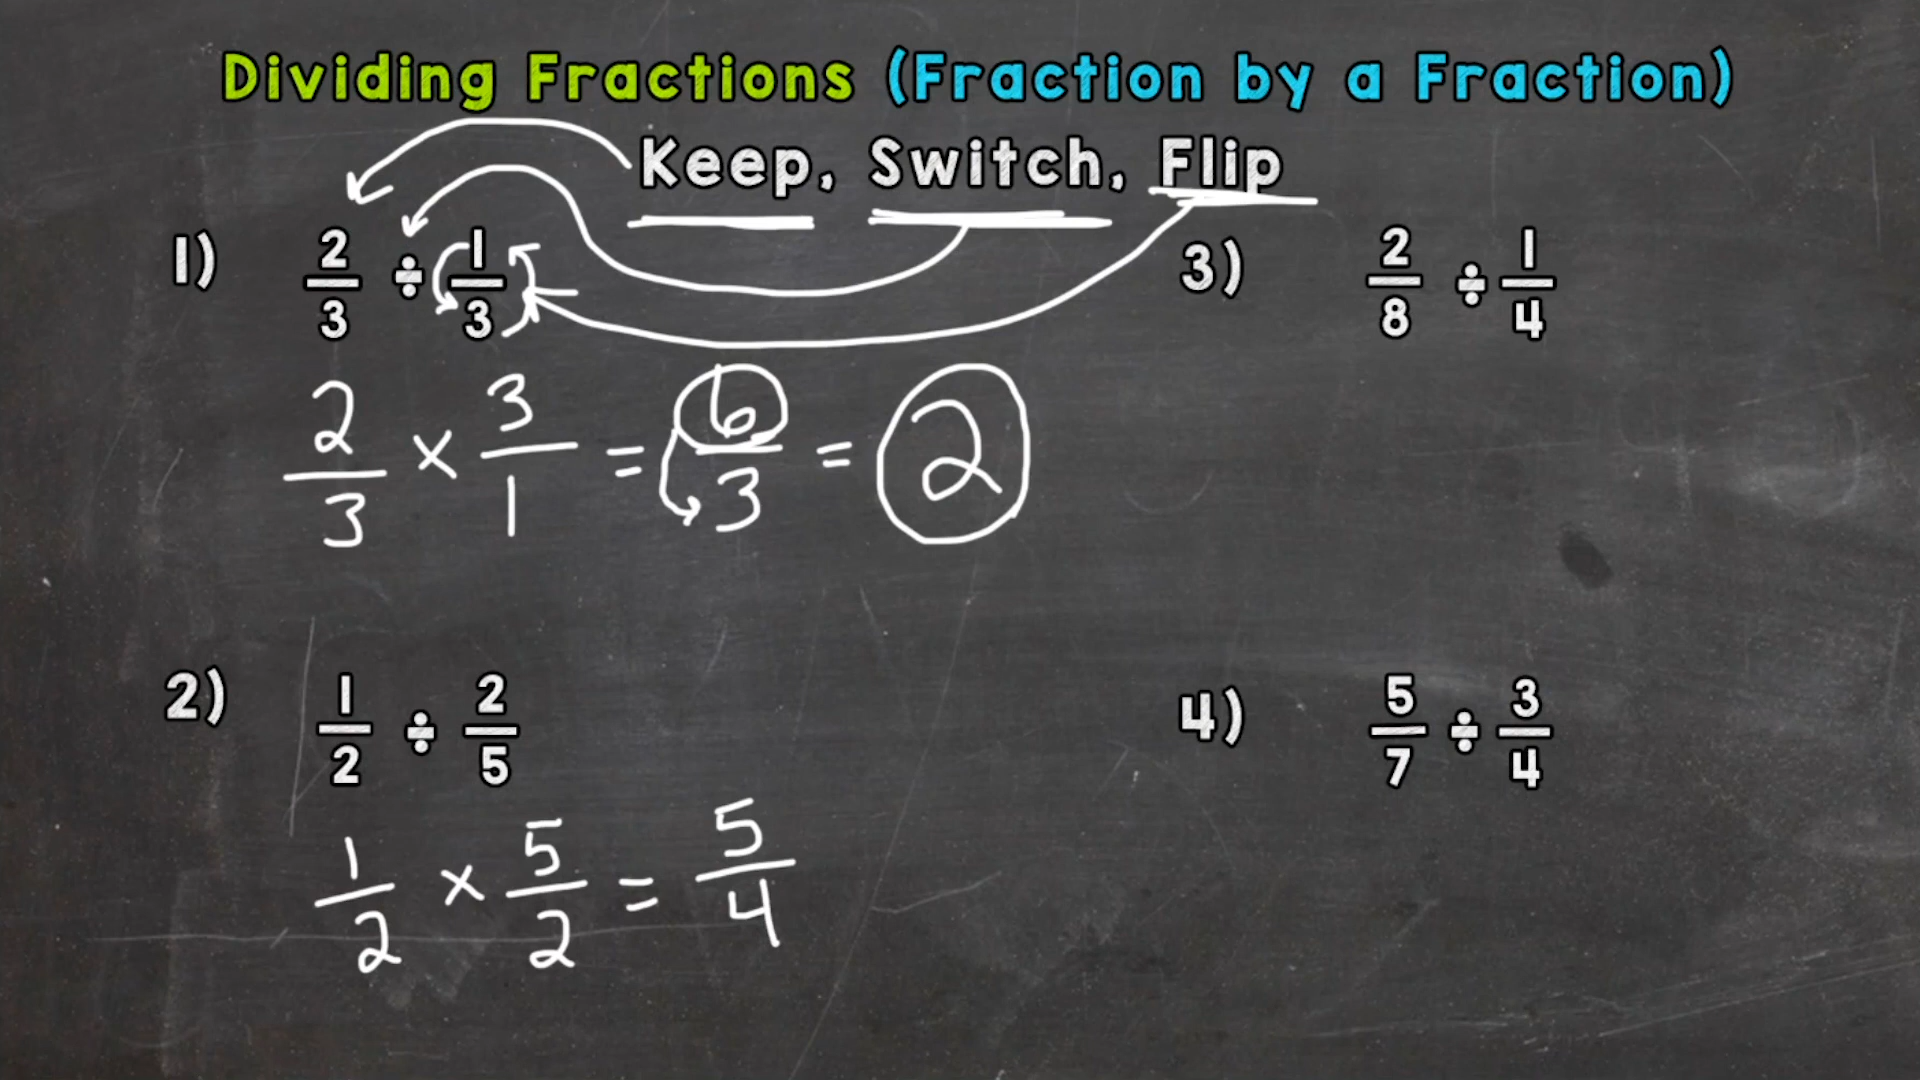 Dividing Fractions (Fraction by a Fraction)
Keep, Switch, Flip
1) 2/3 ÷ 1/3
2/3 × 3/1 = 6/3 = 2
2) 1/2 ÷ 2/5
1/2 × 5/2 = 5/4
3) 2/8 ÷ 1/4
4) 5/7 ÷ 3/4